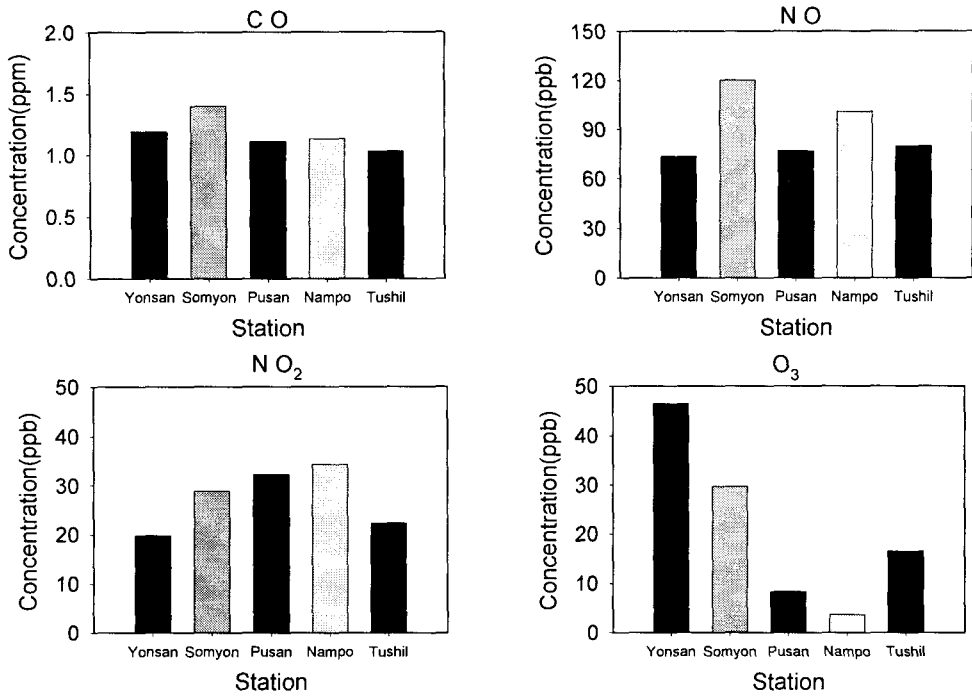 C O
Concentration(ppm)
2.0
1.5
1.0
0.5
0.0
Yonsan Somyon Pusan Nampo Tushil
Station
N O
Concentration(ppb)
150
120
90
60
30
0
Yonsan Somyon Pusan Nampo Tushil
Station
N O₂
Concentration(ppb)
50
40
30
20
10
0
Yonsan Somyon Pusan Nampo Tushil
Station
O₃
Concentration(ppb)
50
40
30
20
10
0
Yonsan Somyon Pusan Nampo Tushil
Station